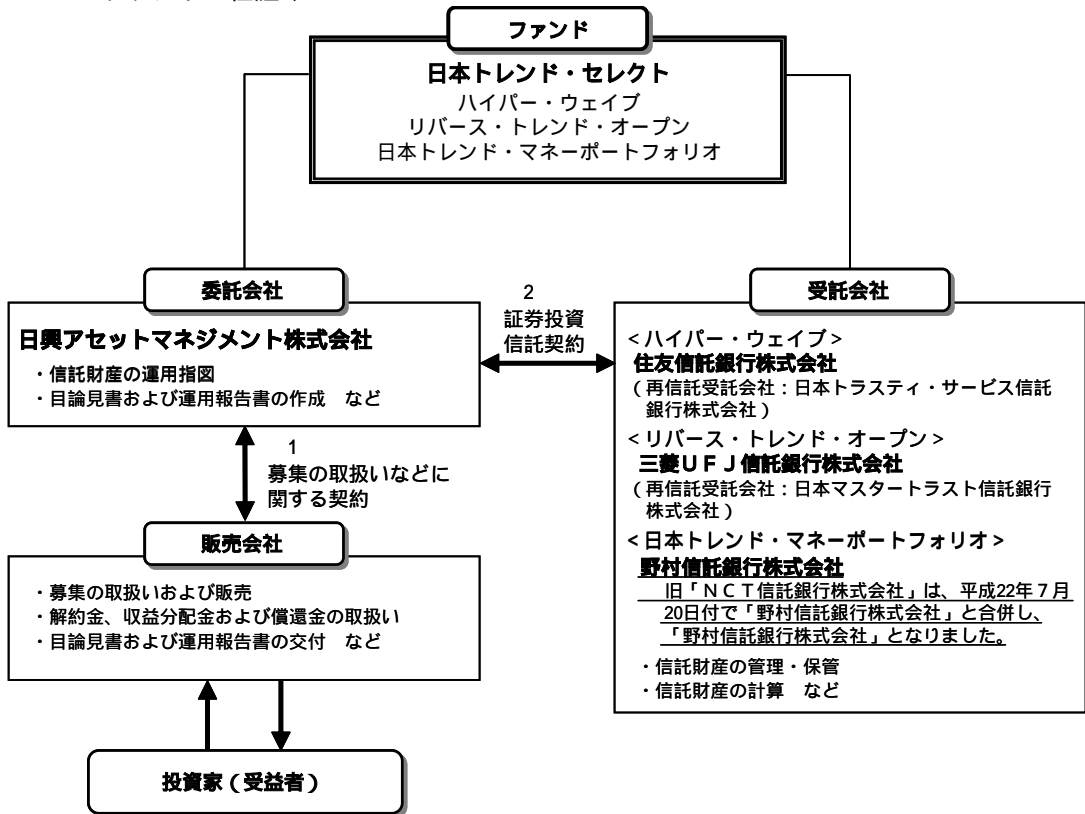 ファンド
日本トレンド・セレクト
ハイパー・ウェイブ
リバース・トレンド・オープン
日本トレンド・マネーポートフォリオ
委託会社
日興アセットマネジメント株式会社
・信託財産の運用指図
・目論見書および運用報告書の作成　など
2
証券投資
信託契約
受託会社
<ハイパー・ウェイブ>
住友信託銀行株式会社
(再信託受託会社:日本トラスティ・サービス信託
銀行株式会社)
<リバース・トレンド・オープン>
三菱UFJ信託銀行株式会社
(再信託受託会社:日本マスタートラスト信託銀行
株式会社)
<日本トレンド・マネーポートフォリオ>
野村信託銀行株式会社
旧「NCT信託銀行株式会社」は、平成22年7月
20日付で「野村信託銀行株式会社」と合併し、
「野村信託銀行株式会社」となりました。
・信託財産の管理・保管
・信託財産の計算　など
1
募集の取扱いなどに
関する契約
販売会社
・募集の取扱いおよび販売
・解約金、収益分配金および償還金の取扱い
・目論見書および運用報告書の交付　など
投資家(受益者)